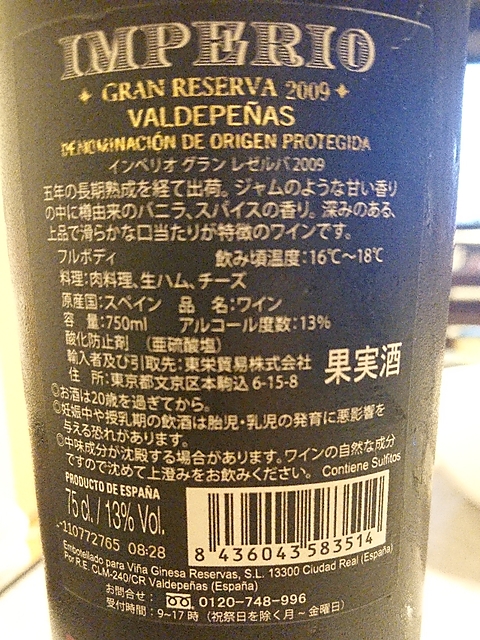 IMPERIO
✦ GRAN RESERVA 2009 ✦
VALDEPEÑAS
DENOMINACIÓN DE ORIGEN PROTEGIDA
インペリオ グラン レゼルバ2009
五年の長期熟成を経て出荷。ジャムのような甘い香り
の中に樽由来のバニラ、スパイスの香り。深みのある、
上品で滑らかな口当たりが特徴のワインです。
フルボディ 飲み頃温度:16℃~18℃
料理:肉料理、生ハム、チーズ
原産国:スペイン 品 名:ワイン
容 量:750ml アルコール度数:13%
酸化防止剤 (亜硫酸塩)
輸入者及び引取先:東栄貿易株式会社
住 所:東京都文京区本駒込 6-15-8
果実酒
◎お酒は20歳を過ぎてから。
◎妊娠中や授乳期の飲酒は胎児・乳児の発育に悪影響を
与える恐れがあります。
◎中味成分が沈殿する場合があります。ワインの自然な成分
ですので沈めて上澄みをお飲みください。 Contiene Sulfitos
PRODUCTO DE ESPAÑA
75 cl. / 13% Vol.
L-110772765 08:28
8 436043 583514
Embotellado para Viña Ginesa Reservas, S.L. 13300 Ciudad Real (España)
Por R.E. CLM-240/CR Valdepeñas (España)
お問合せ: 0120-748-996
受付時間:9~17時(祝祭日を除く月~金曜日)